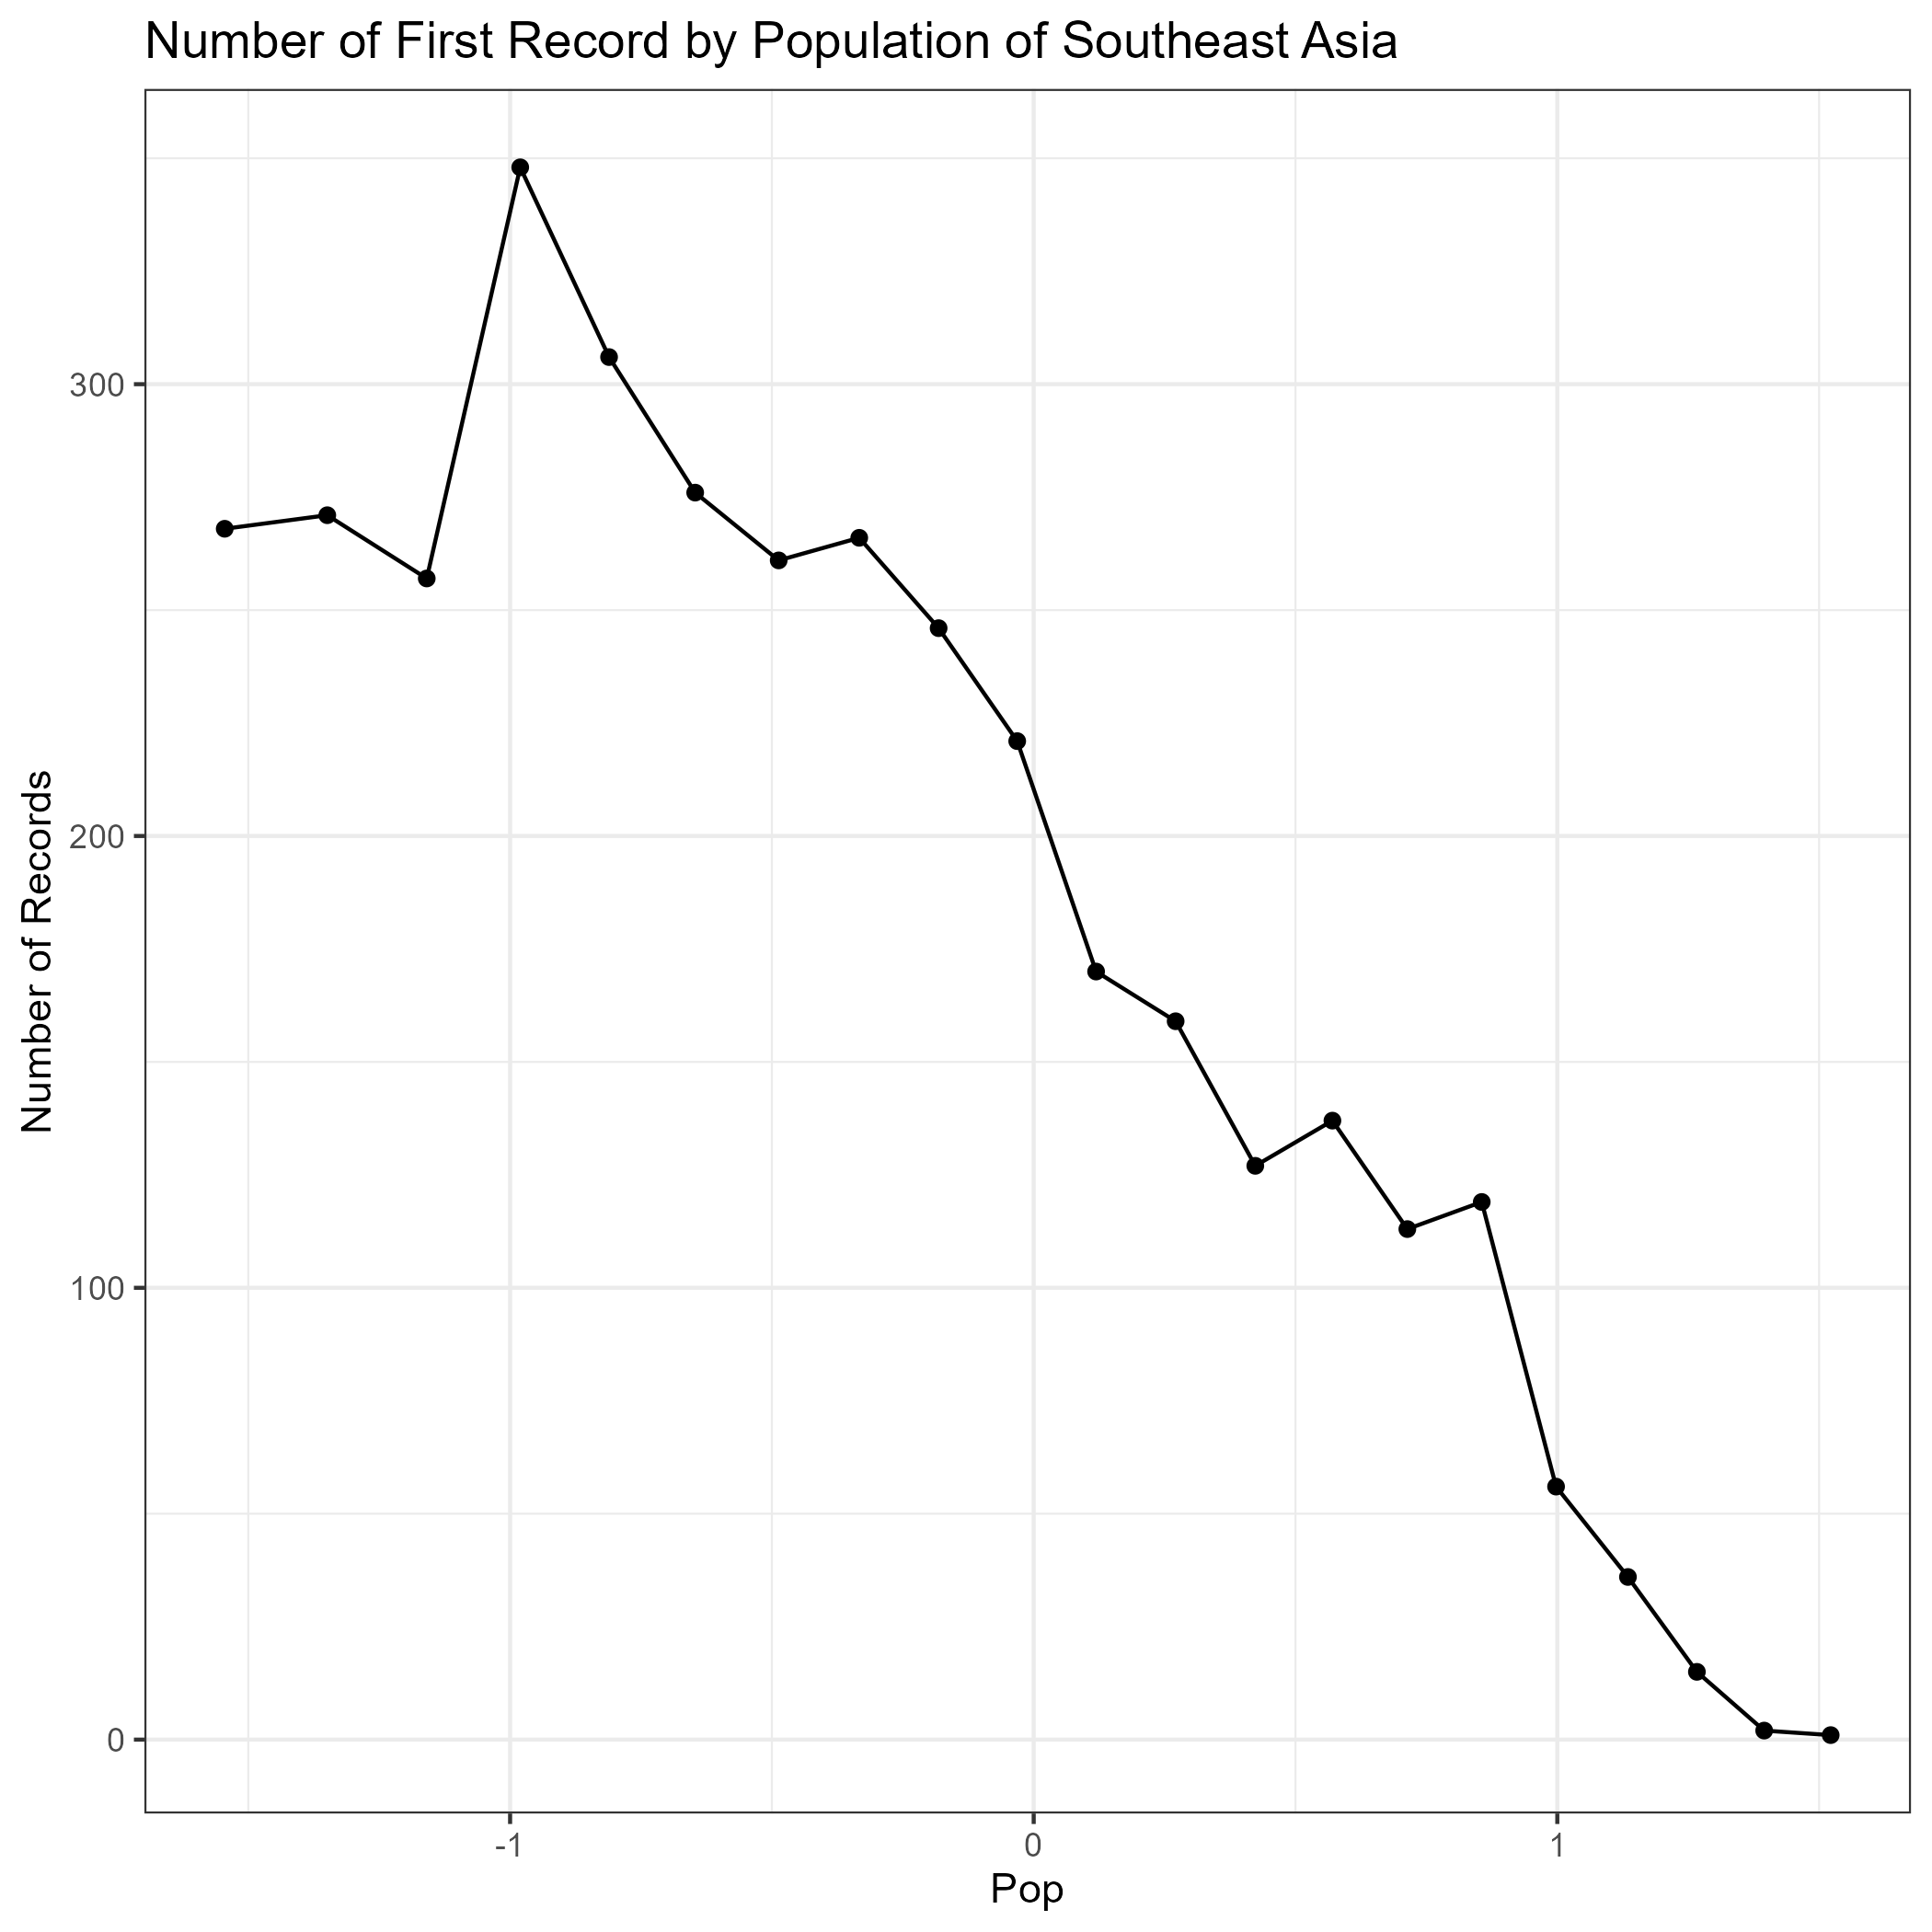 Number of First Record by Population of Southeast Asia
Number of Records
300
200
100
0
-1
0
1
Pop